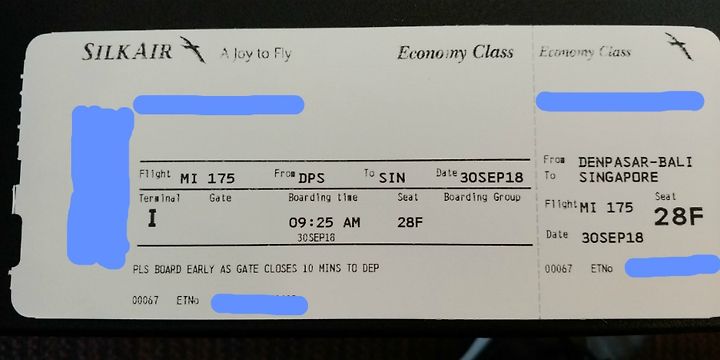 SILKAIR A Joy to Fly Economy Class
Flight MI 175 From DPS To SIN Date 30SEP18
Terminal Gate Boarding time Seat Boarding Group
I 09:25 AM 28F
30SEP18
PLS BOARD EARLY AS GATE CLOSES 10 MINS TO DEP
00067 ETNo
Economy Class
From DENPASAR-BALI
To SINGAPORE
Flight MI 175 Seat
28F
Date 30SEP18
00067 ETNo